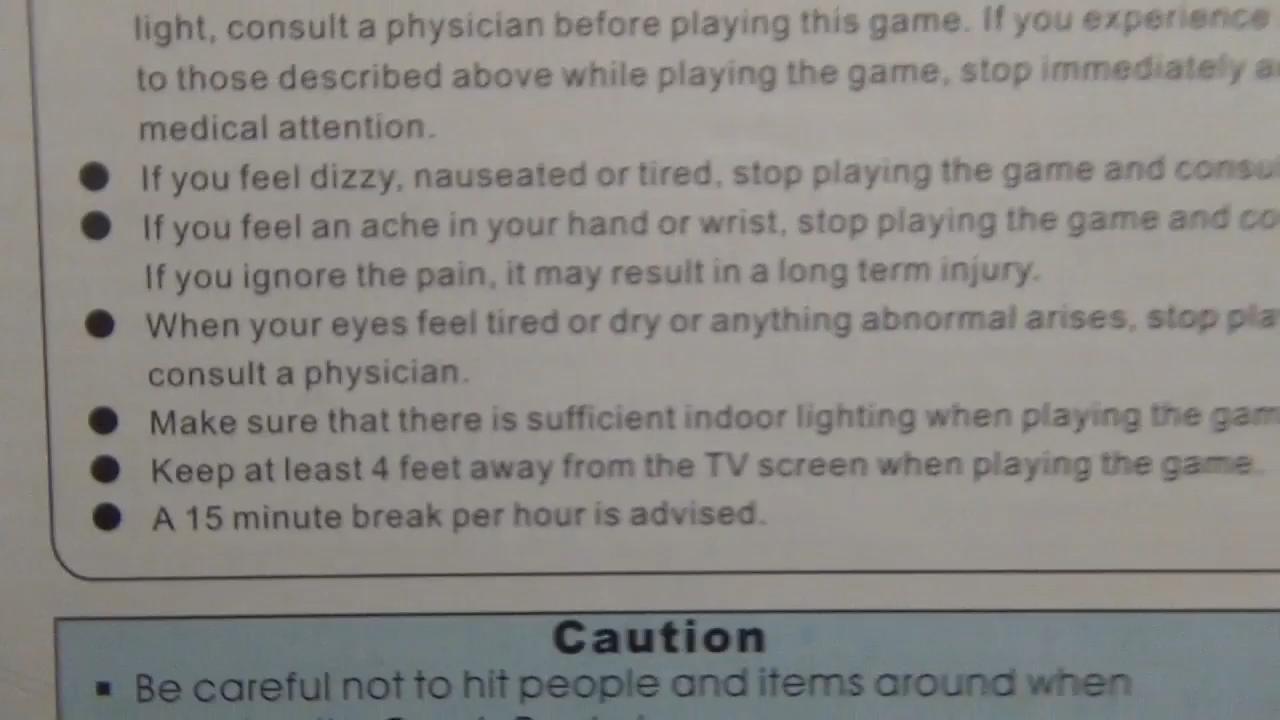 light, consult a physician before playing this game. If you experience
to those described above while playing the game, stop immediately
medical attention.
● If you feel dizzy, nauseated or tired, stop playing the game and
● If you feel an ache in your hand or wrist, stop playing the game and
If you ignore the pain, it may result in a long term injury.
● When your eyes feel tired or dry or anything abnormal arises, stop
consult a physician.
● Make sure that there is sufficient indoor lighting when playing the
● Keep at least 4 feet away from the TV screen when playing the game.
● A 15 minute break per hour is advised.
Caution
▪ Be careful not to hit people and items around when